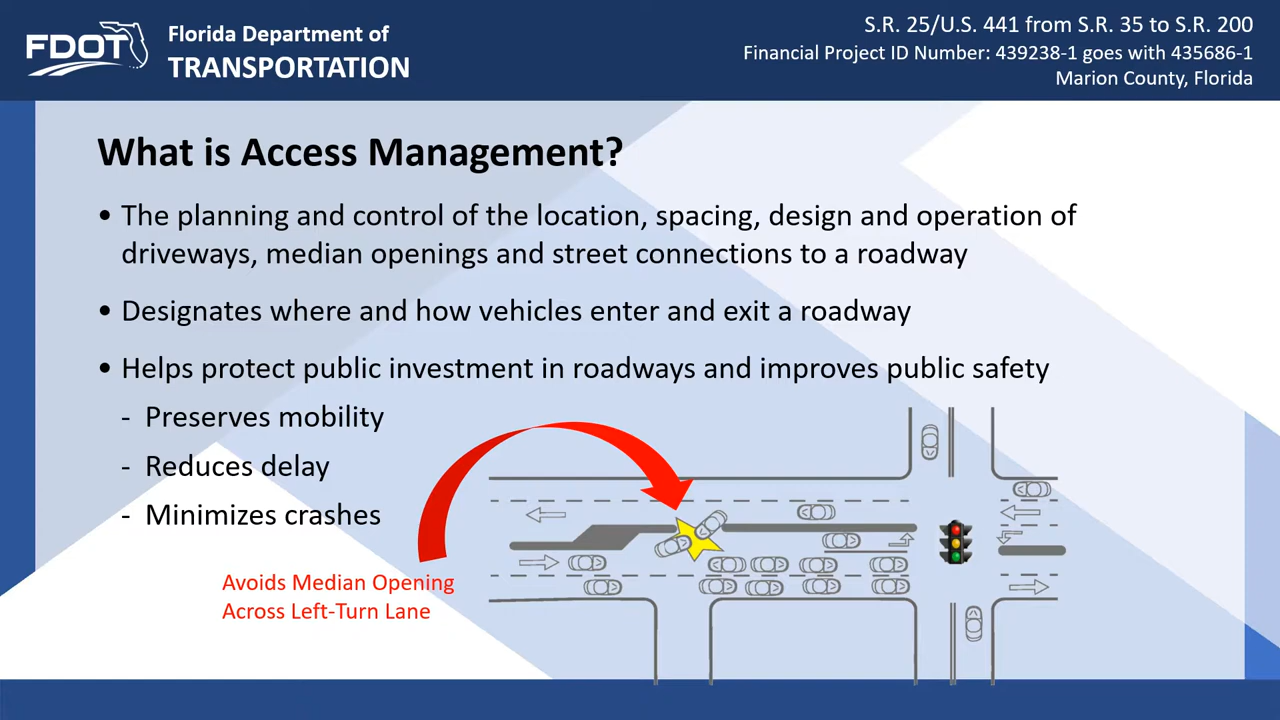 FDOT
Florida Department of
TRANSPORTATION
S.R. 25/U.S. 441 from S.R. 35 to S.R. 200
Financial Project ID Number: 439238-1 goes with 435686-1
Marion County, Florida
What is Access Management?
• The planning and control of the location, spacing, design and operation of
driveways, median openings and street connections to a roadway
• Designates where and how vehicles enter and exit a roadway
• Helps protect public investment in roadways and improves public safety
- Preserves mobility
- Reduces delay
- Minimizes crashes
Avoids Median Opening
Across Left-Turn Lane